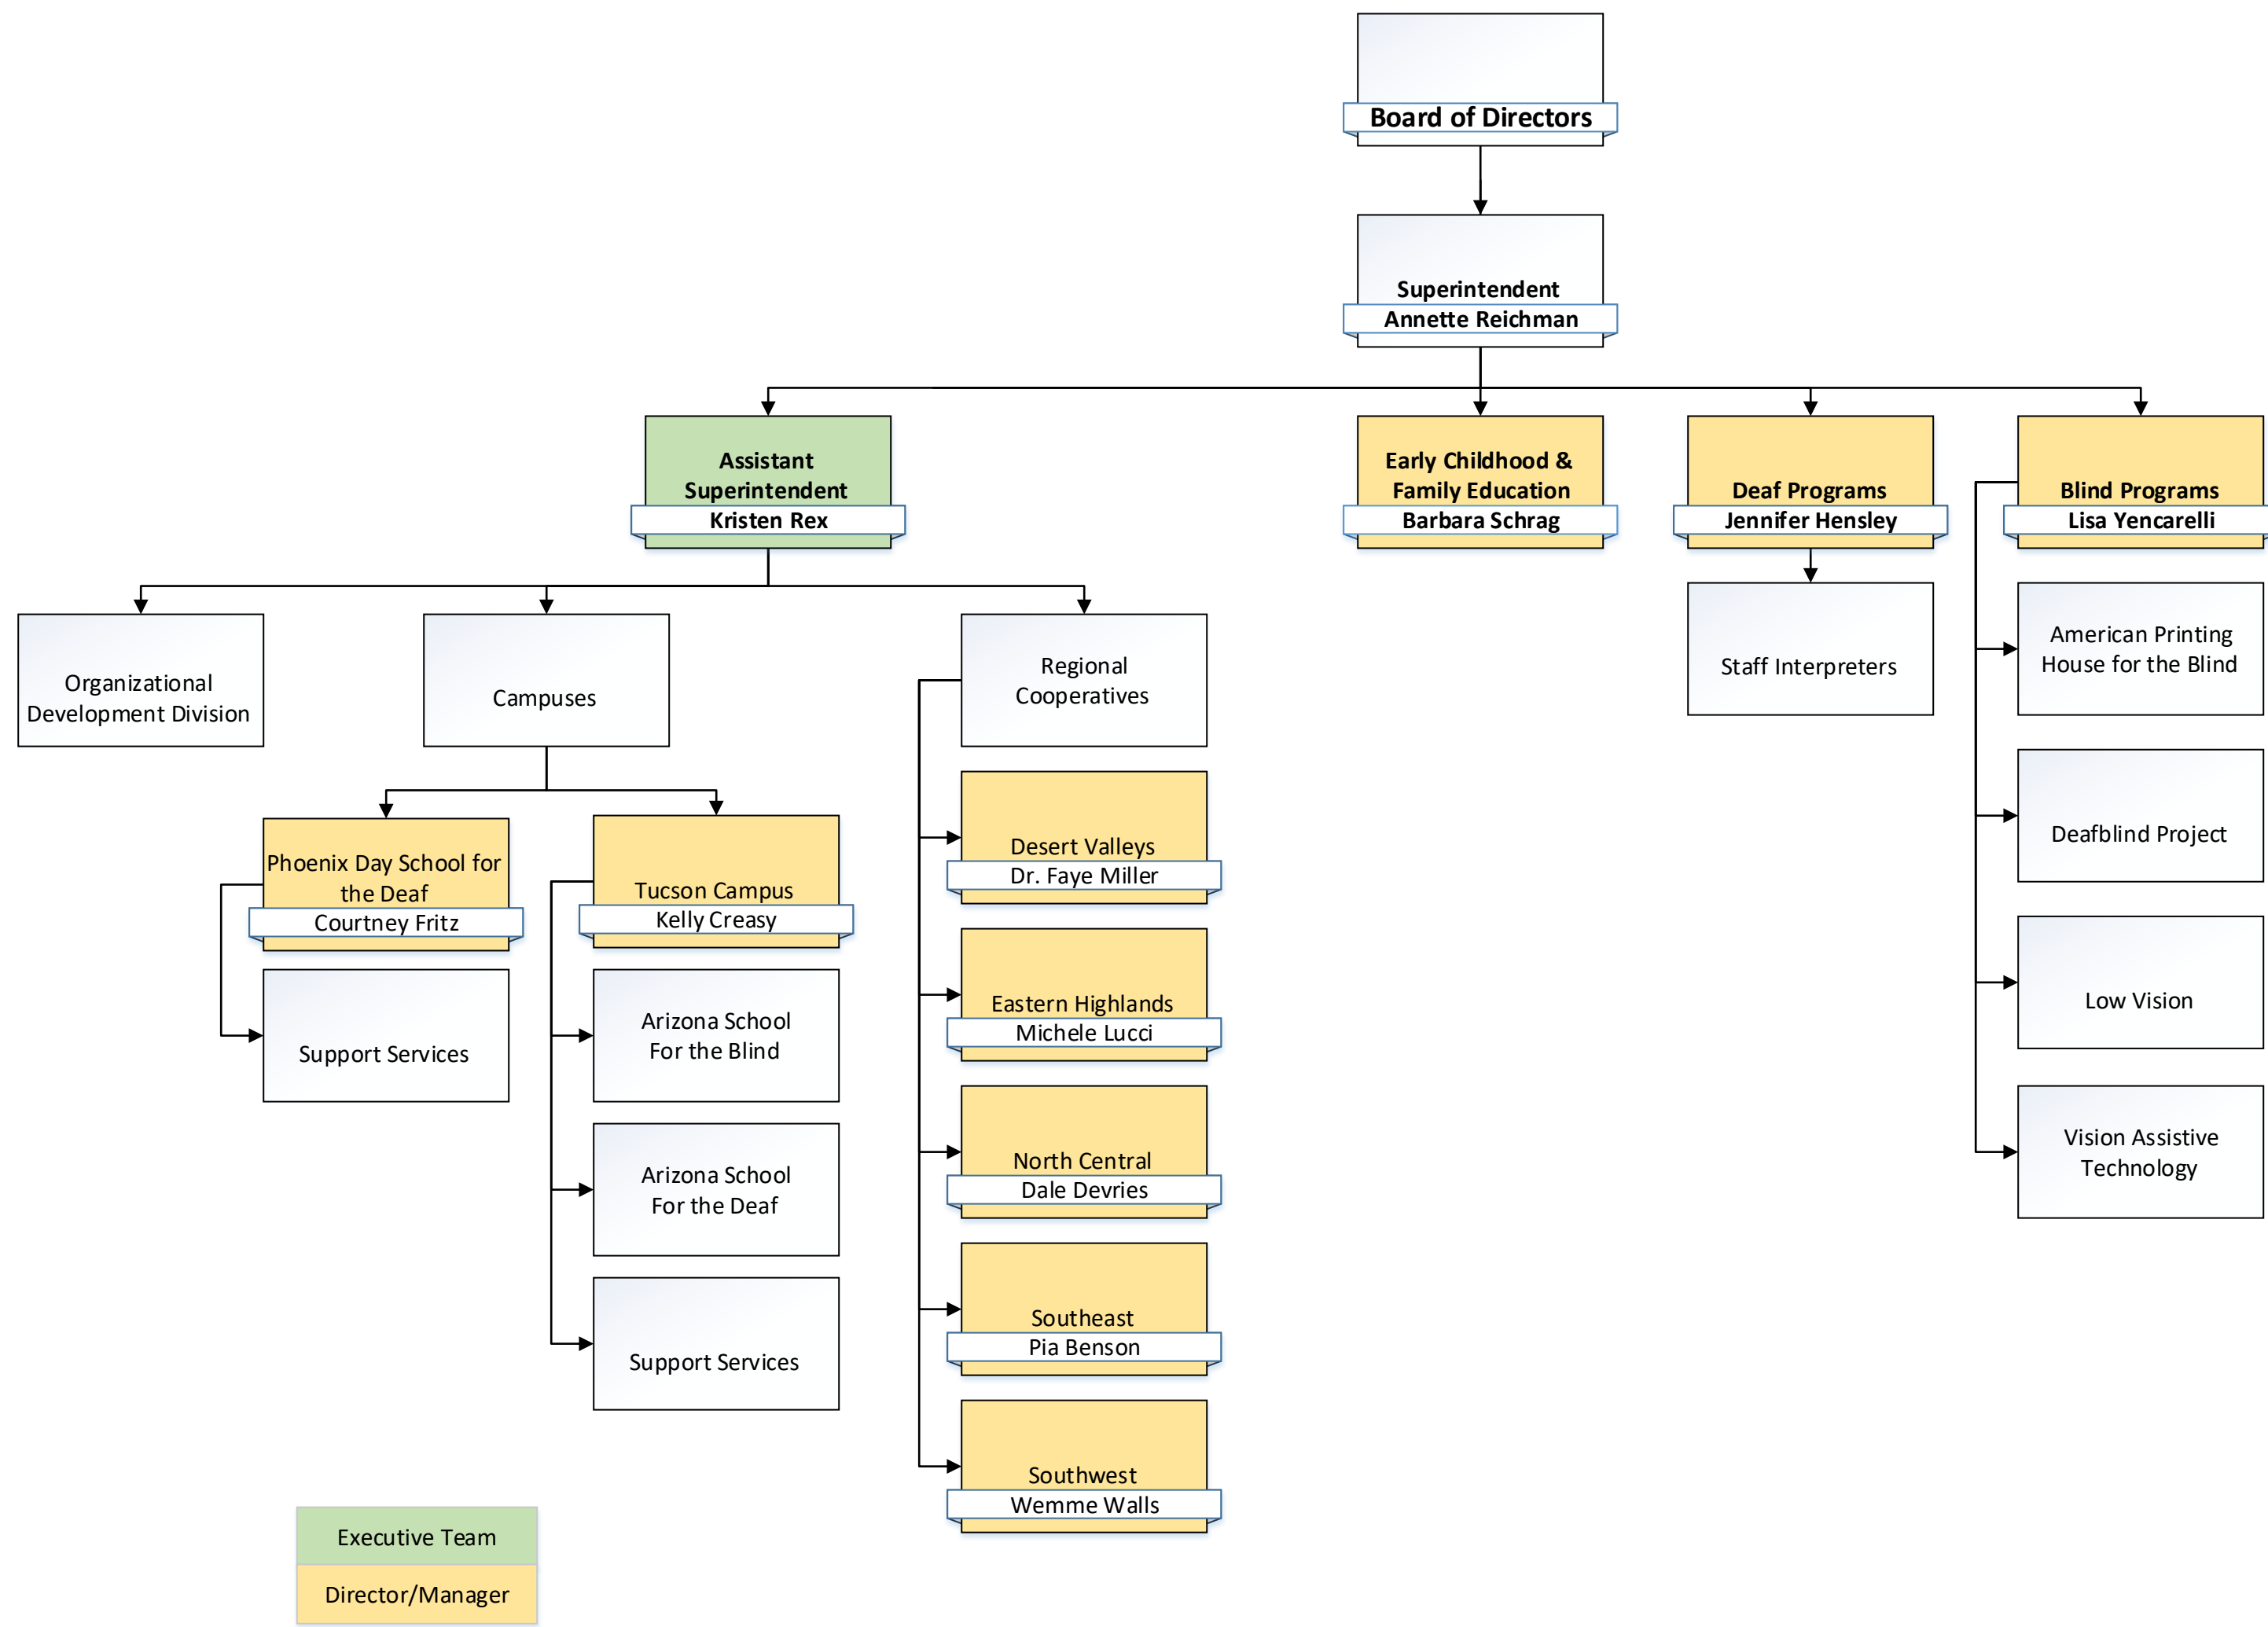 Board of Directors
Superintendent
Annette Reichman
Assistant
Superintendent
Kristen Rex
Early Childhood &
Family Education
Barbara Schrag
Deaf Programs
Jennifer Hensley
Blind Programs
Lisa Yencarelli
Organizational
Development Division
Campuses
Regional
Cooperatives
Staff Interpreters
American Printing
House for the Blind
Phoenix Day School for
the Deaf
Courtney Fritz
Tucson Campus
Kelly Creasy
Desert Valleys
Dr. Faye Miller
Deafblind Project
Support Services
Arizona School
For the Blind
Eastern Highlands
Michele Lucci
Low Vision
Arizona School
For the Deaf
North Central
Dale Devries
Vision Assistive
Technology
Support Services
Southeast
Pia Benson
Southwest
Wemme Walls
Executive Team
Director/Manager